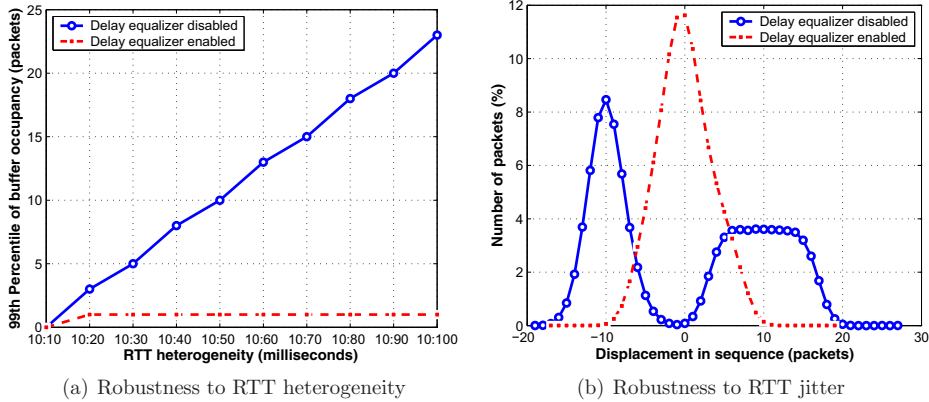 Delay equalizer disabled
Delay equalizer enabled
99th Percentile of buffer occupancy (packets)
25
20
15
10
5
0
10:10 10:20 10:30 10:40 10:50 10:60 10:70 10:80 10:90 10:100
RTT heterogeneity (milliseconds)
(a) Robustness to RTT heterogeneity
Delay equalizer disabled
Delay equalizer enabled
Number of packets (%)
12
10
8
6
4
2
0
−20 −10 0 10 20 30
Displacement in sequence (packets)
(b) Robustness to RTT jitter